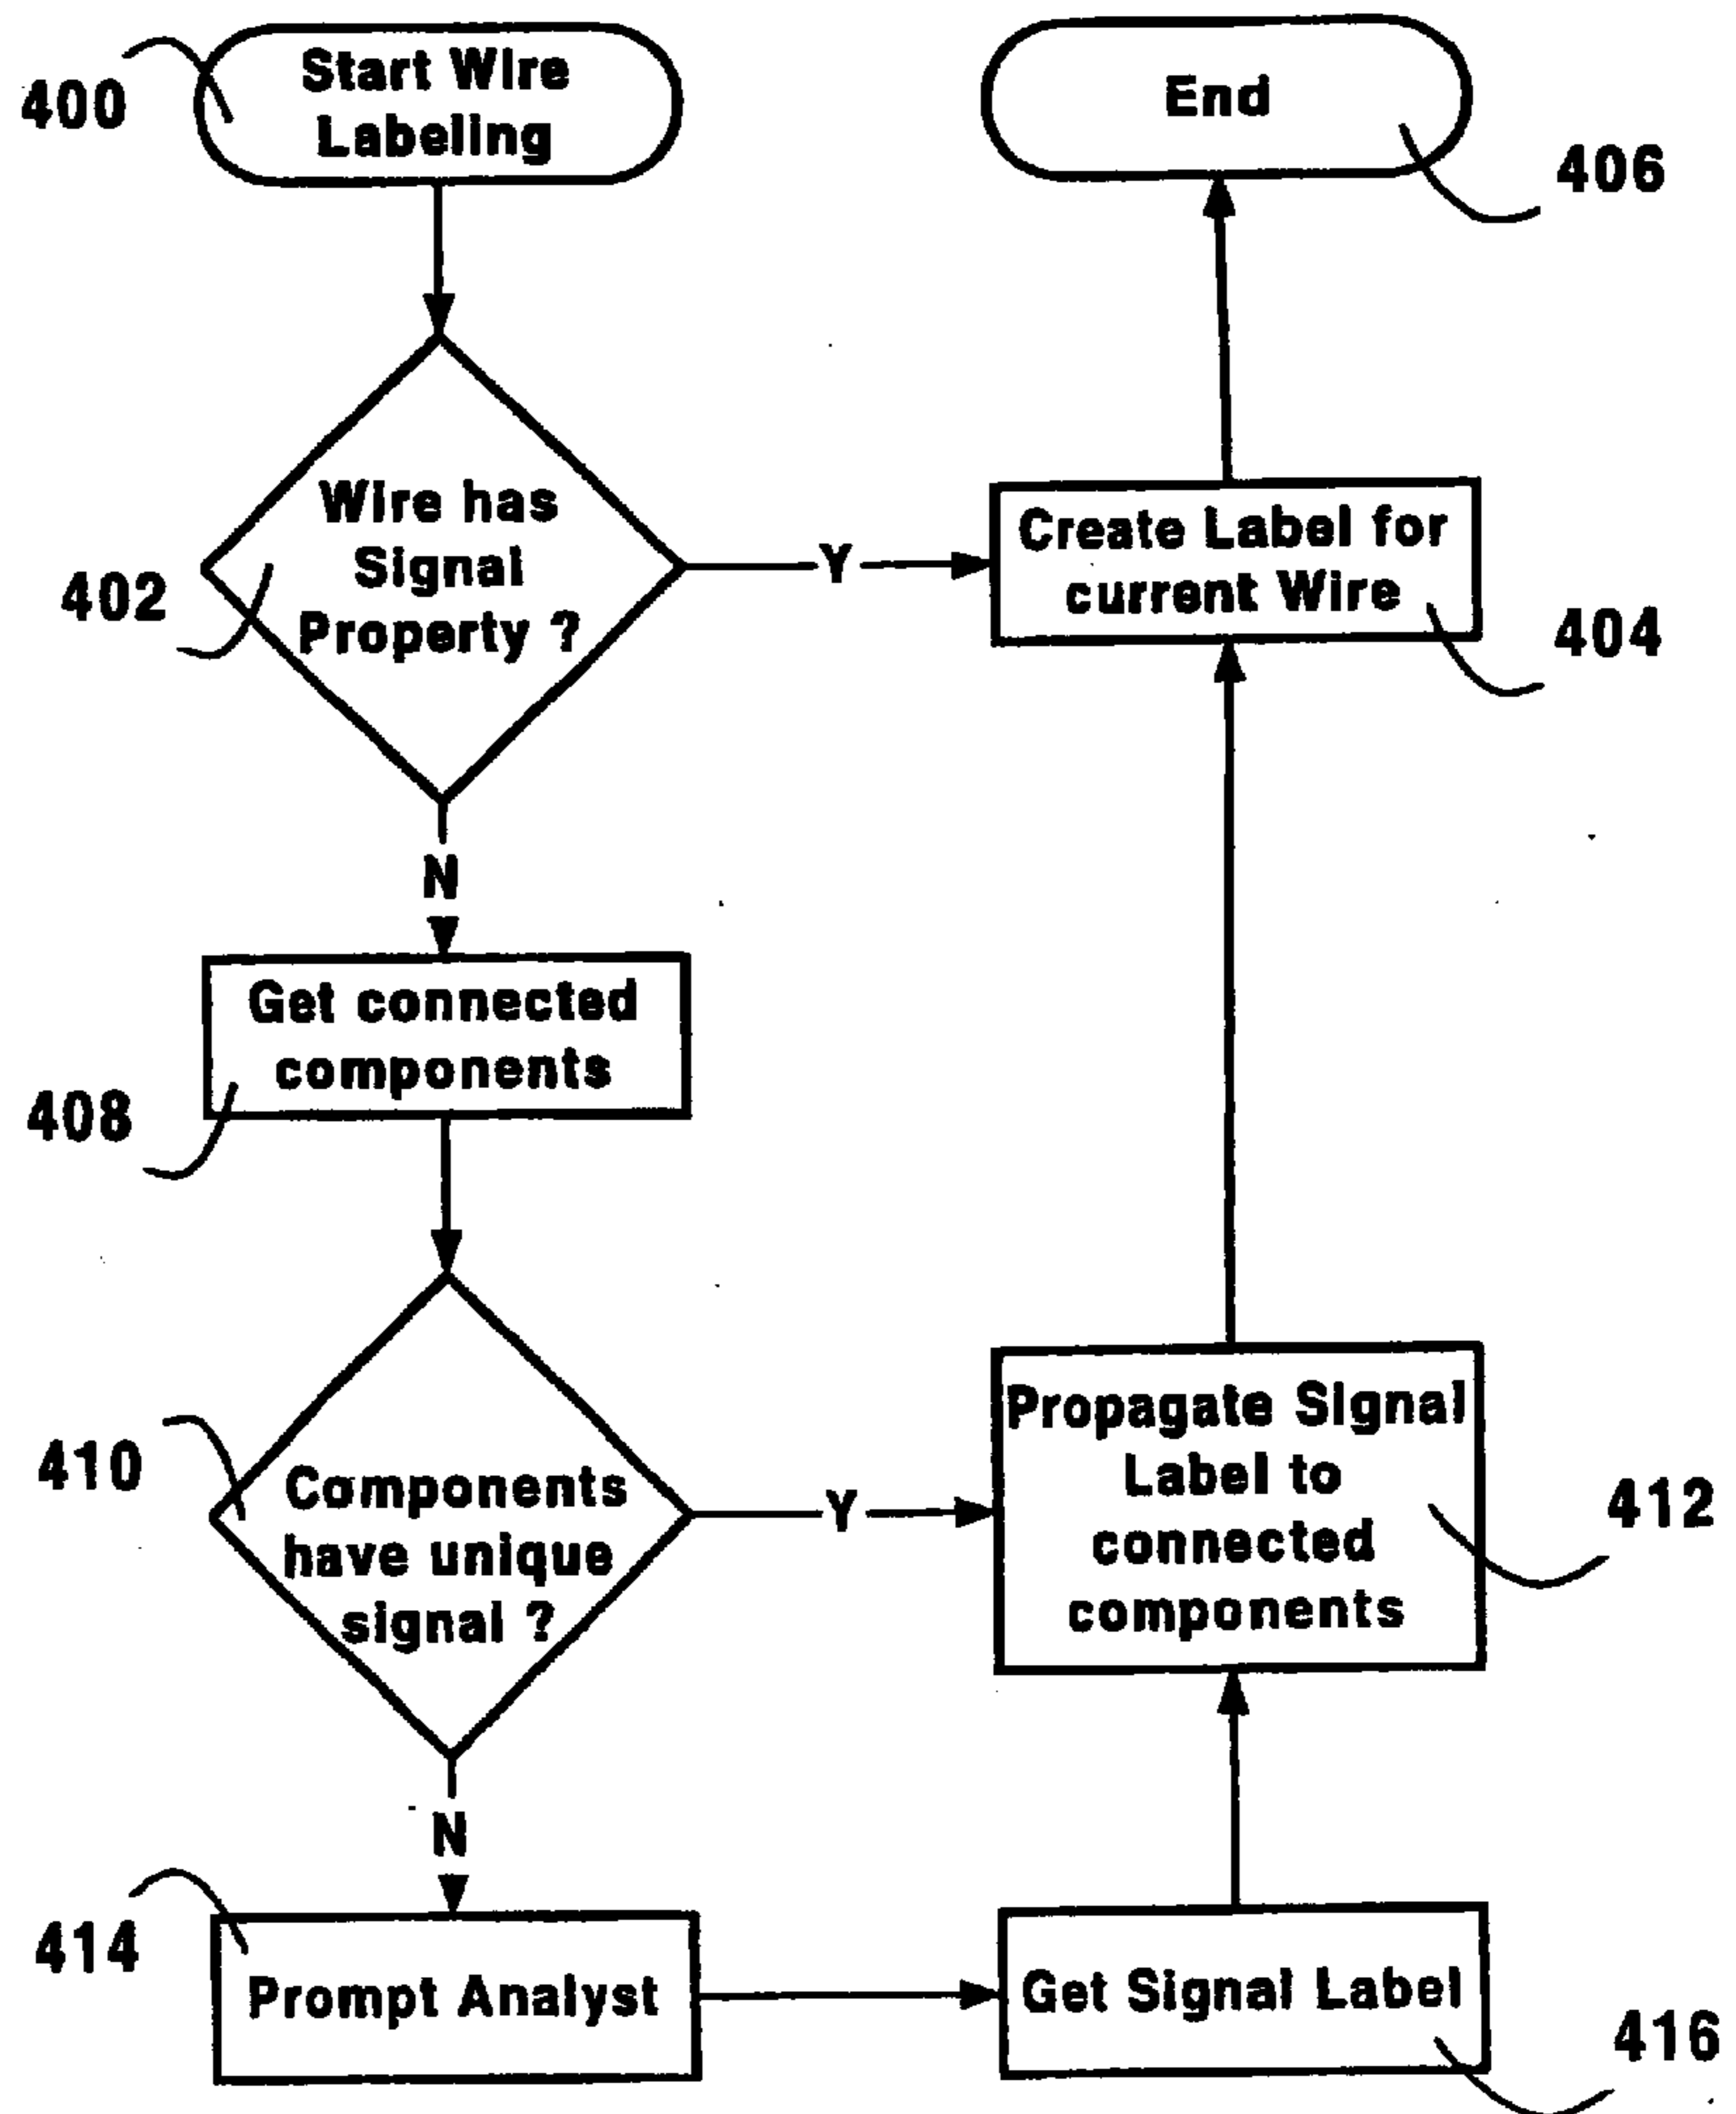 400
Start Wire
Labeling
End
406
402
Wire has
Signal
Property ?
Y
Create Label for
current Wire
404
N
Get connected
components
408
410
Components
have unique
signal ?
Y
Propagate Signal
Label to
connected
components
412
N
414
Prompt Analyst
Get Signal Label
416